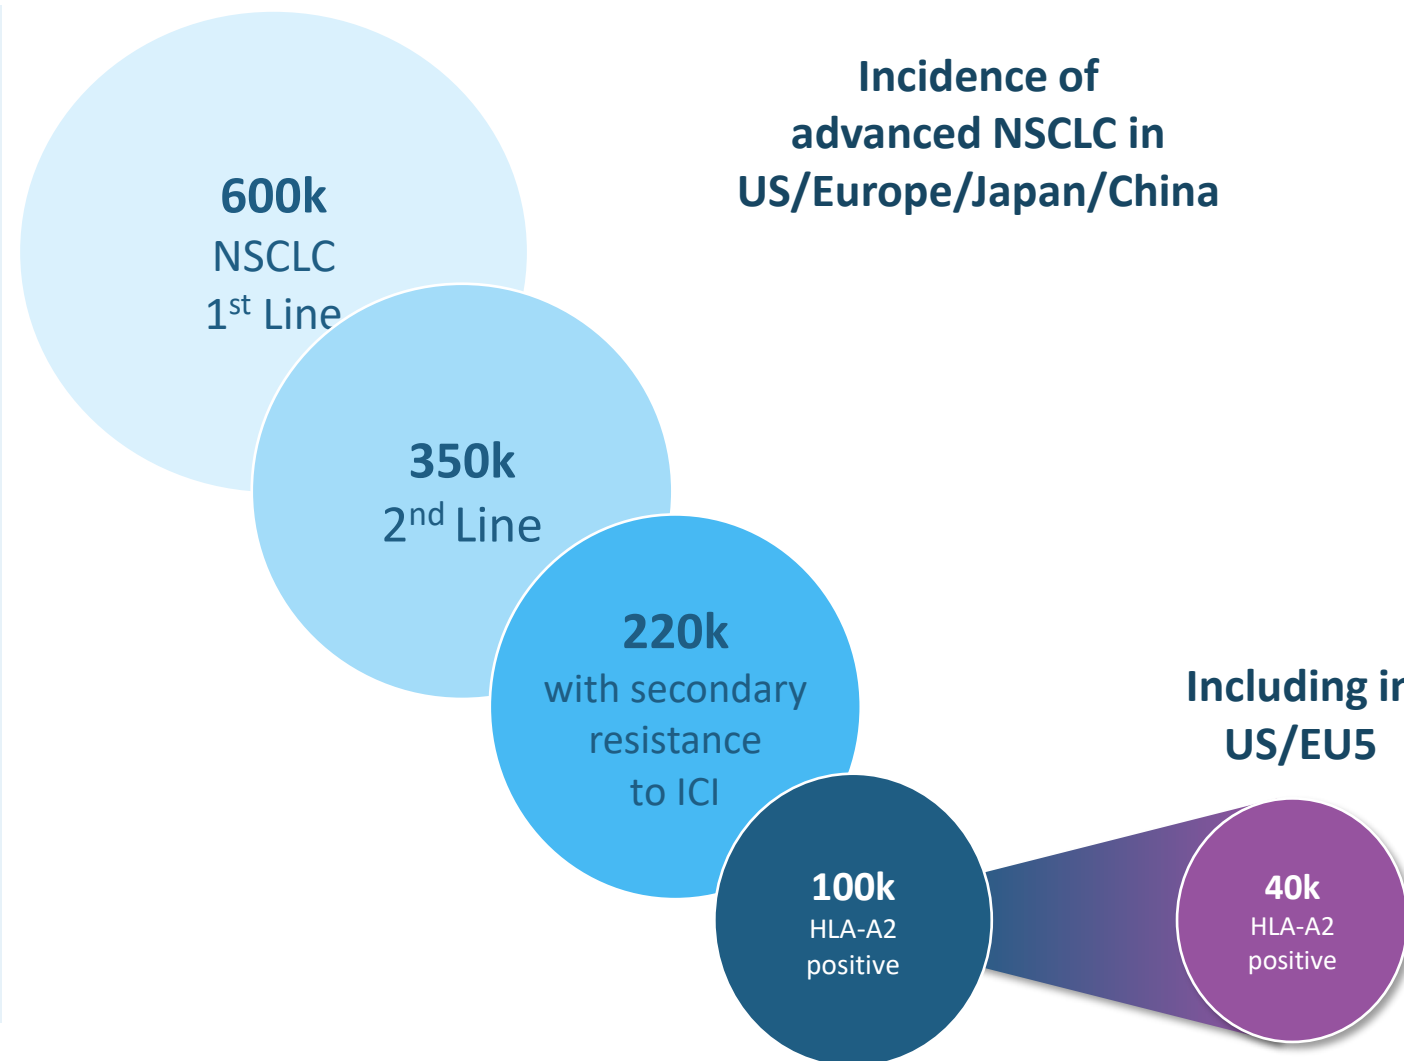 Incidence of
advanced NSCLC in
US/Europe/Japan/China
600k
NSCLC
1st Line
350k
2nd Line
220k
with secondary
resistance
to ICI
Including in
US/EU5
100k
HLA-A2
positive
40k
HLA-A2
positive